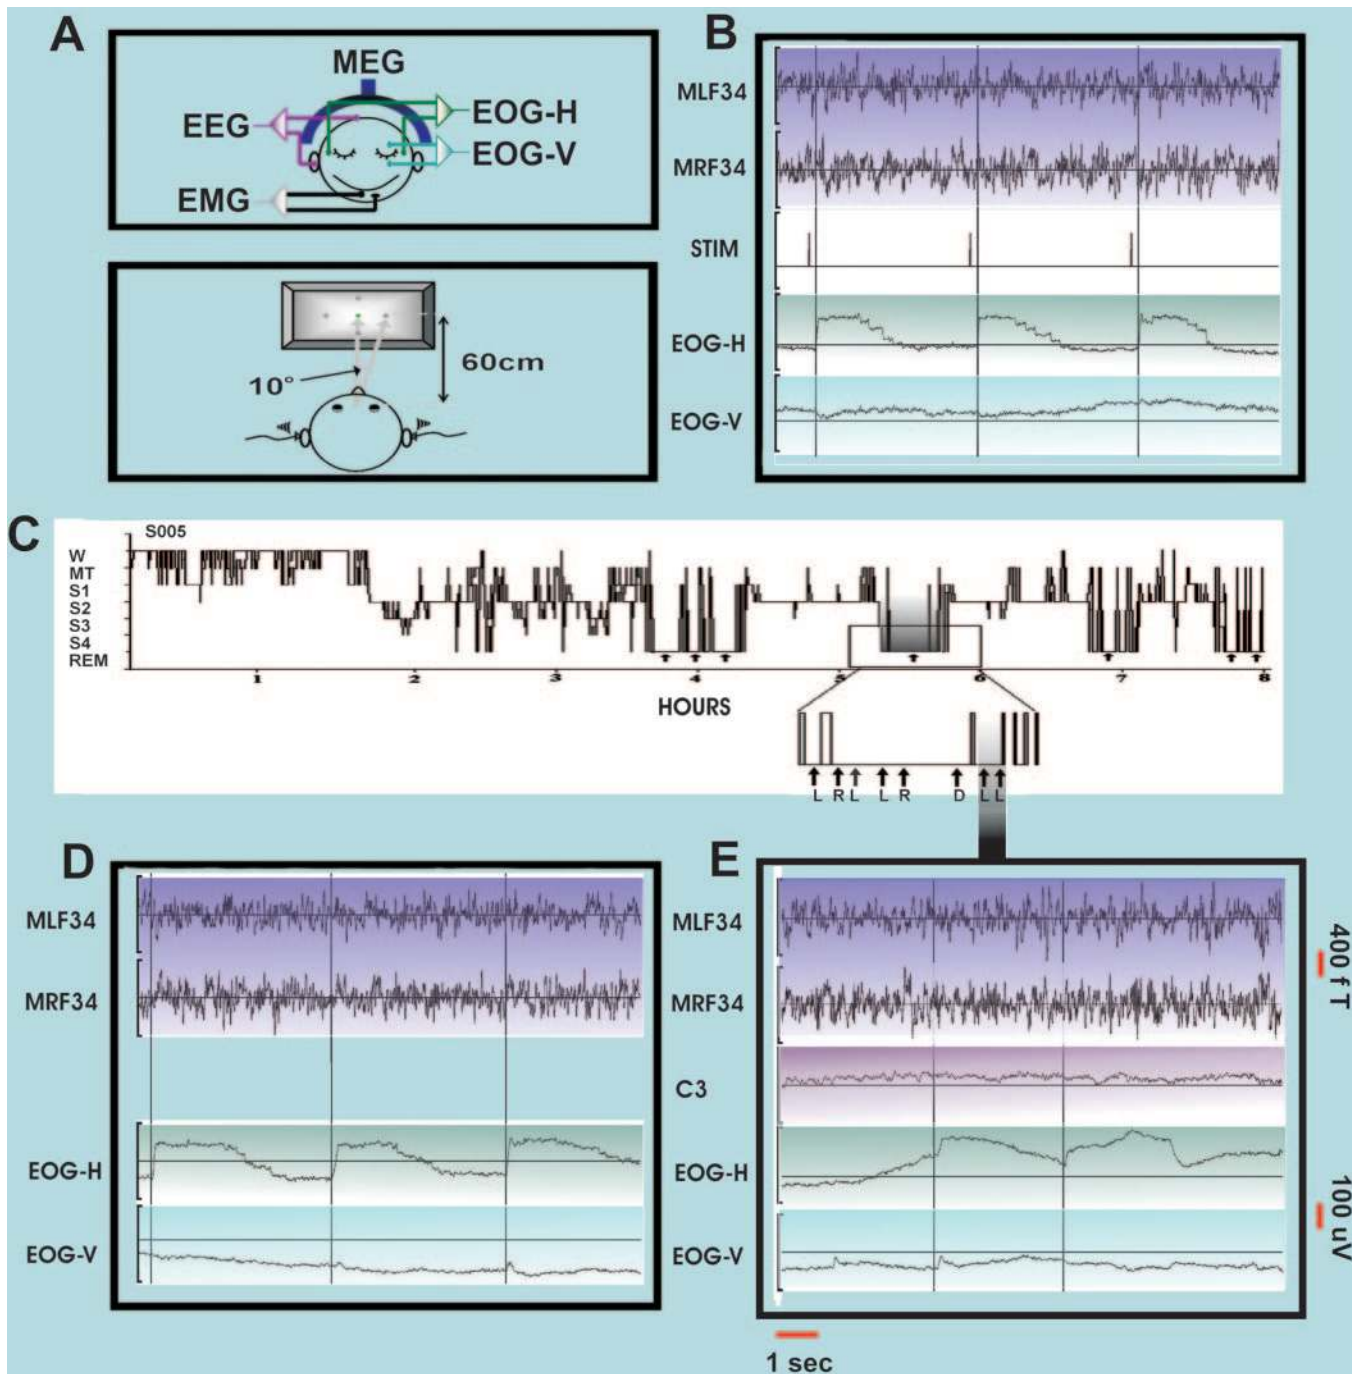 A
MEG
EEG
EOG-H
EOG-V
EMG
10°
60cm
B
MLF34
MRF34
STIM
EOG-H
EOG-V
C
S005
W
MT
S1
S2
S3
S4
REM
1 2 3 4 5 6 7 8
HOURS
L R L L R D L L
D
MLF34
MRF34
EOG-H
EOG-V
E
MLF34
MRF34
C3
EOG-H
EOG-V
400 f T
100 uV
1 sec